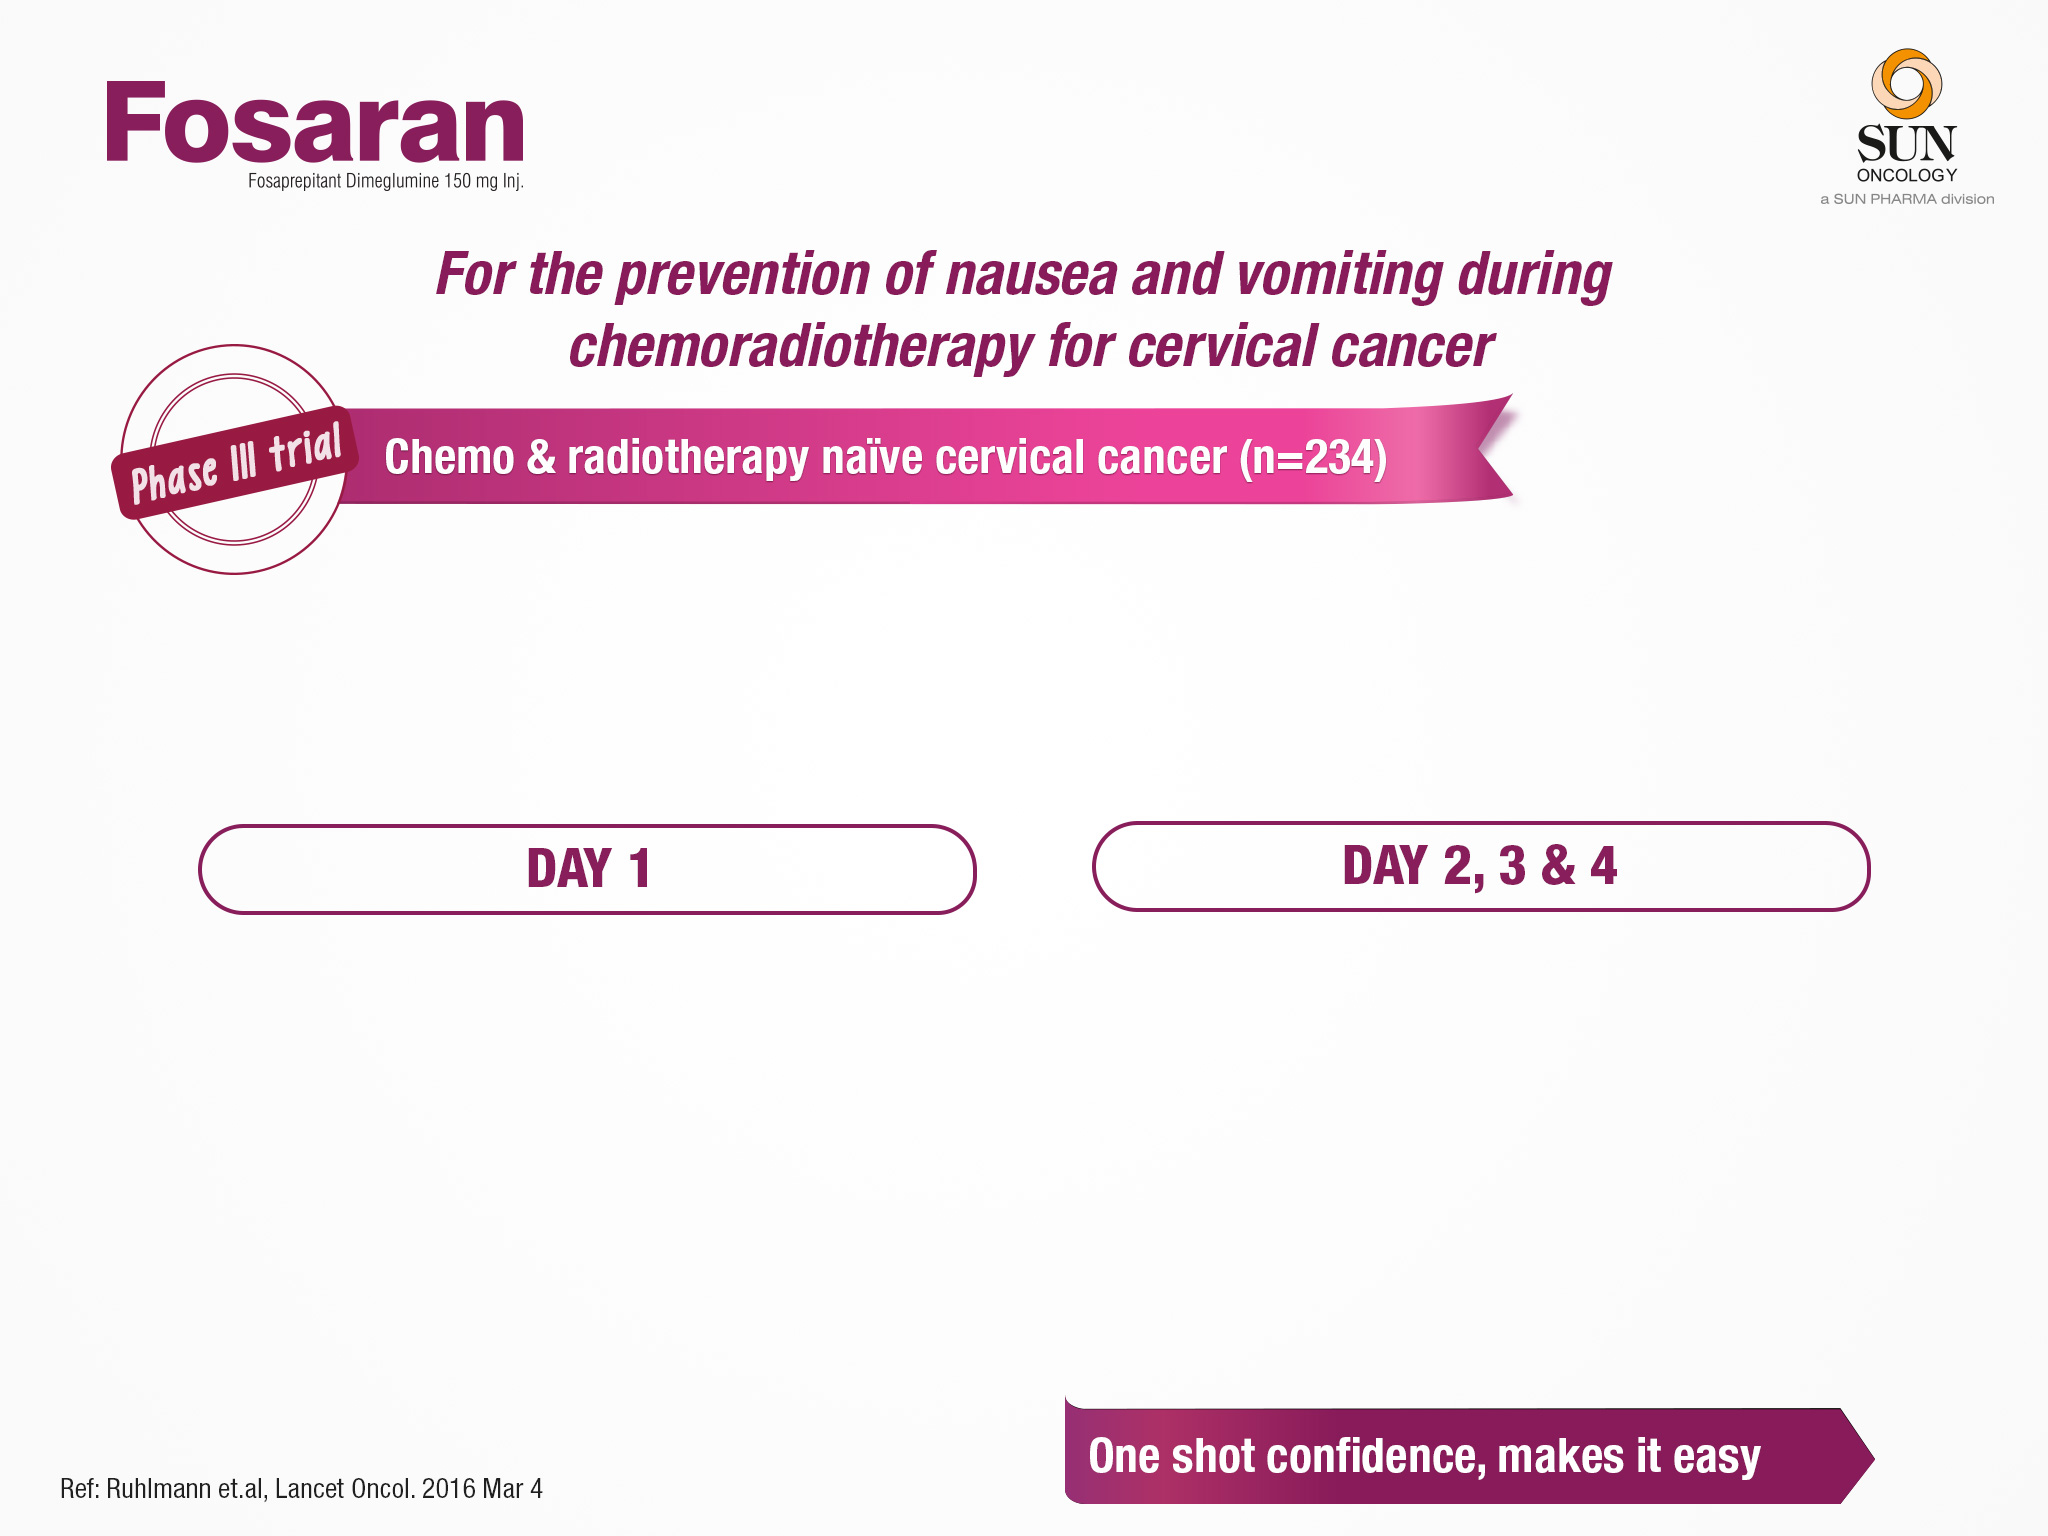 Fosaran
Fosaprepitant Dimeglumine 150 mg Inj.
SUN
ONCOLOGY
a SUN PHARMA division
For the prevention of nausea and vomiting during
chemoradiotherapy for cervical cancer
Phase III trial
Chemo & radiotherapy naïve cervical cancer (n=234)
DAY 1
DAY 2, 3 & 4
One shot confidence, makes it easy
Ref: Ruhlmann et.al, Lancet Oncol. 2016 Mar 4